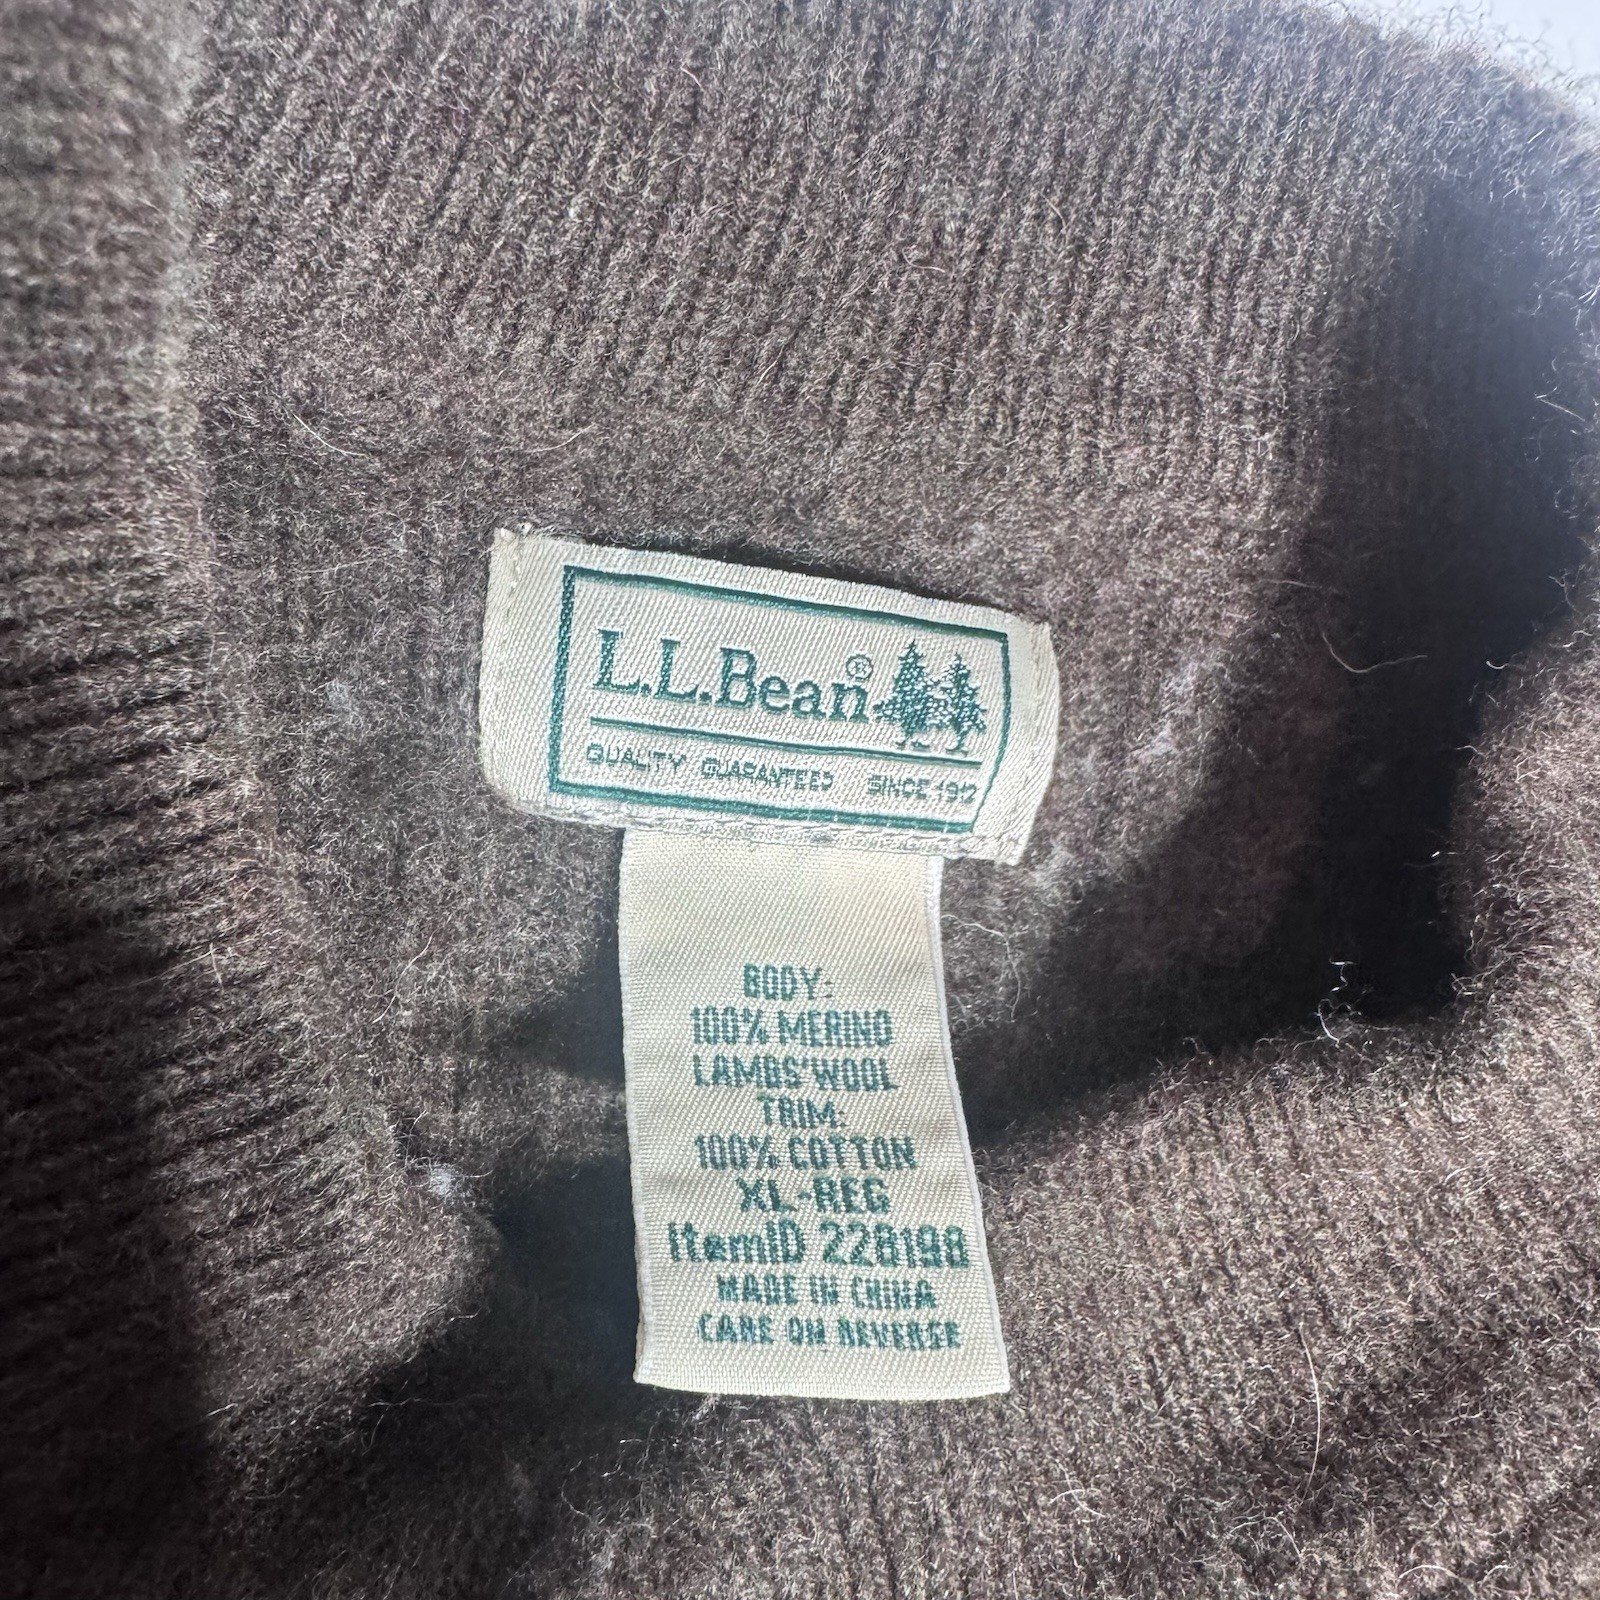 L.L.Bean®
QUALITY GUARANTEED SINCE 1912
BODY:
100% MERINO
LAMBS'WOOL
TRIM:
100% COTTON
XL-REG
ItemID 228198
MADE IN CHINA
CARE ON REVERSE